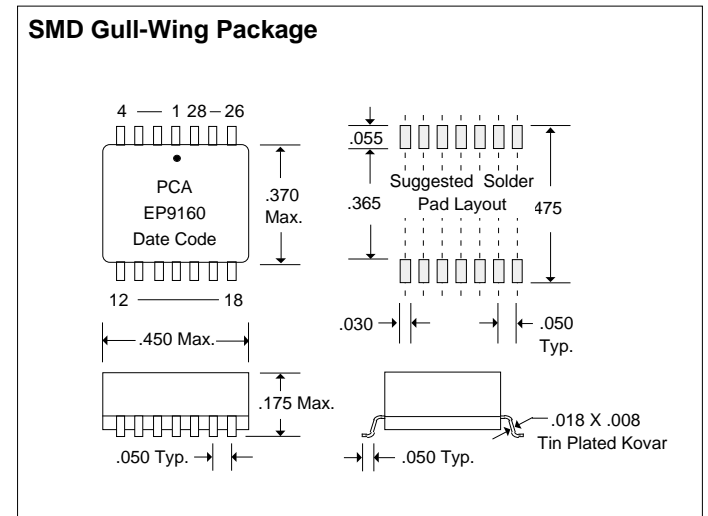 SMD Gull-Wing Package
4 — 1 28 – 26
PCA
EP9160
Date Code
.370
Max.
12 — 18
.055
.365
Suggested Solder
Pad Layout
.475
.030
.050
Typ.
.450 Max.
.175 Max.
.050 Typ.
.018 X .008
Tin Plated Kovar
.050 Typ.